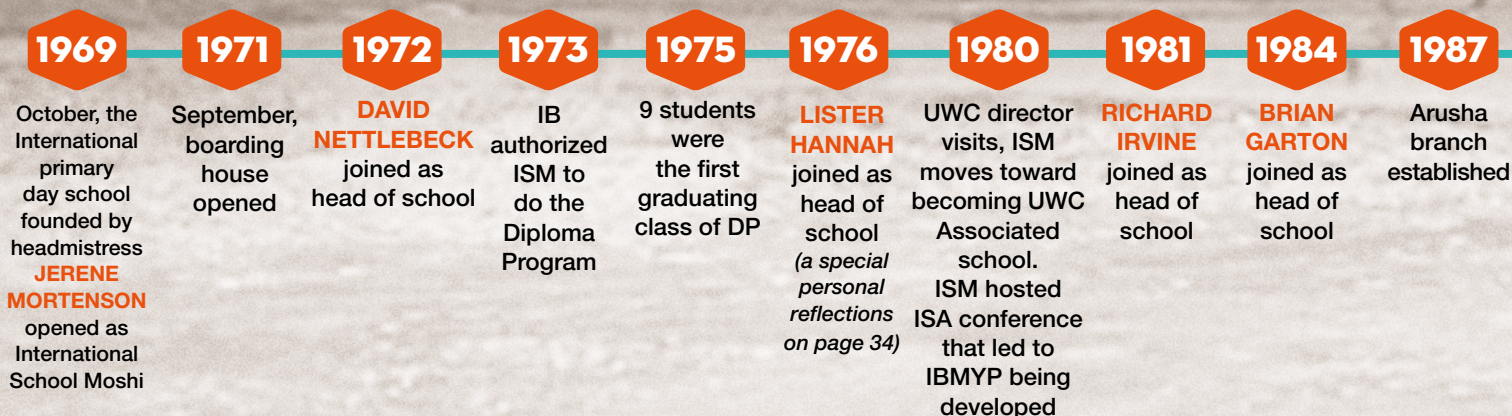 1969
October, the
International
primary
day school
founded by
headmistress
JERENE
MORTENSON
opened as
International
School Moshi
1971
September,
boarding
house
opened
1972
DAVID
NETTLEBECK
joined as
head of school
1973
IB
authorized
ISM to
do the
Diploma
Program
1975
9 students
were
the first
graduating
class of DP
1976
LISTER
HANNAH
joined as
head of
school
(a special
personal
reflections
on page 34)
1980
UWC director
visits, ISM
moves toward
becoming UWC
Associated
school.
ISM hosted
ISA conference
that led to
IBMYP being
developed
1981
RICHARD
IRVINE
joined as
head of
school
1984
BRIAN
GARTON
joined as
head of
school
1987
Arusha
branch
established